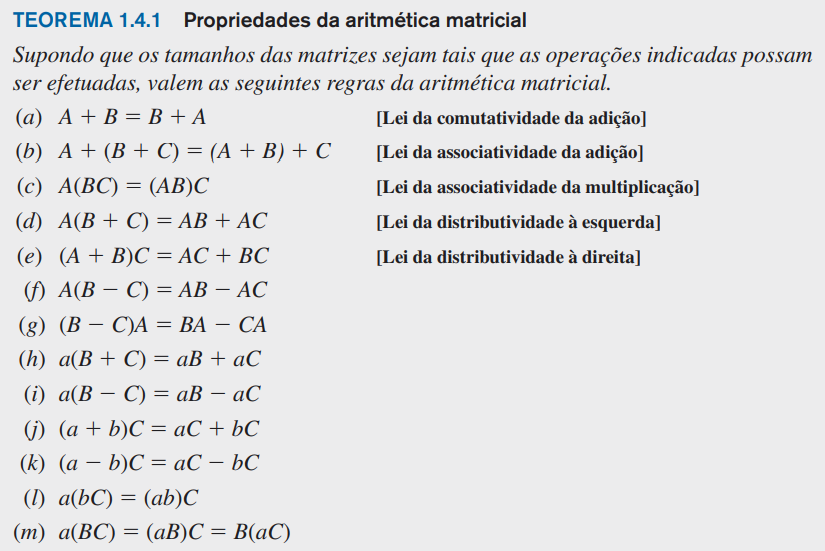 TEOREMA 1.4.1 Propriedades da aritmética matricial
Supondo que os tamanhos das matrizes sejam tais que as operações indicadas possam
ser efetuadas, valem as seguintes regras da aritmética matricial.
(a) A + B = B + A [Lei da comutatividade da adição]
(b) A + (B + C) = (A + B) + C [Lei da associatividade da adição]
(c) A(BC) = (AB)C [Lei da associatividade da multiplicação]
(d) A(B + C) = AB + AC [Lei da distributividade à esquerda]
(e) (A + B)C = AC + BC [Lei da distributividade à direita]
(f) A(B − C) = AB − AC
(g) (B − C)A = BA − CA
(h) a(B + C) = aB + aC
(i) a(B − C) = aB − aC
(j) (a + b)C = aC + bC
(k) (a − b)C = aC − bC
(l) a(bC) = (ab)C
(m) a(BC) = (aB)C = B(aC)